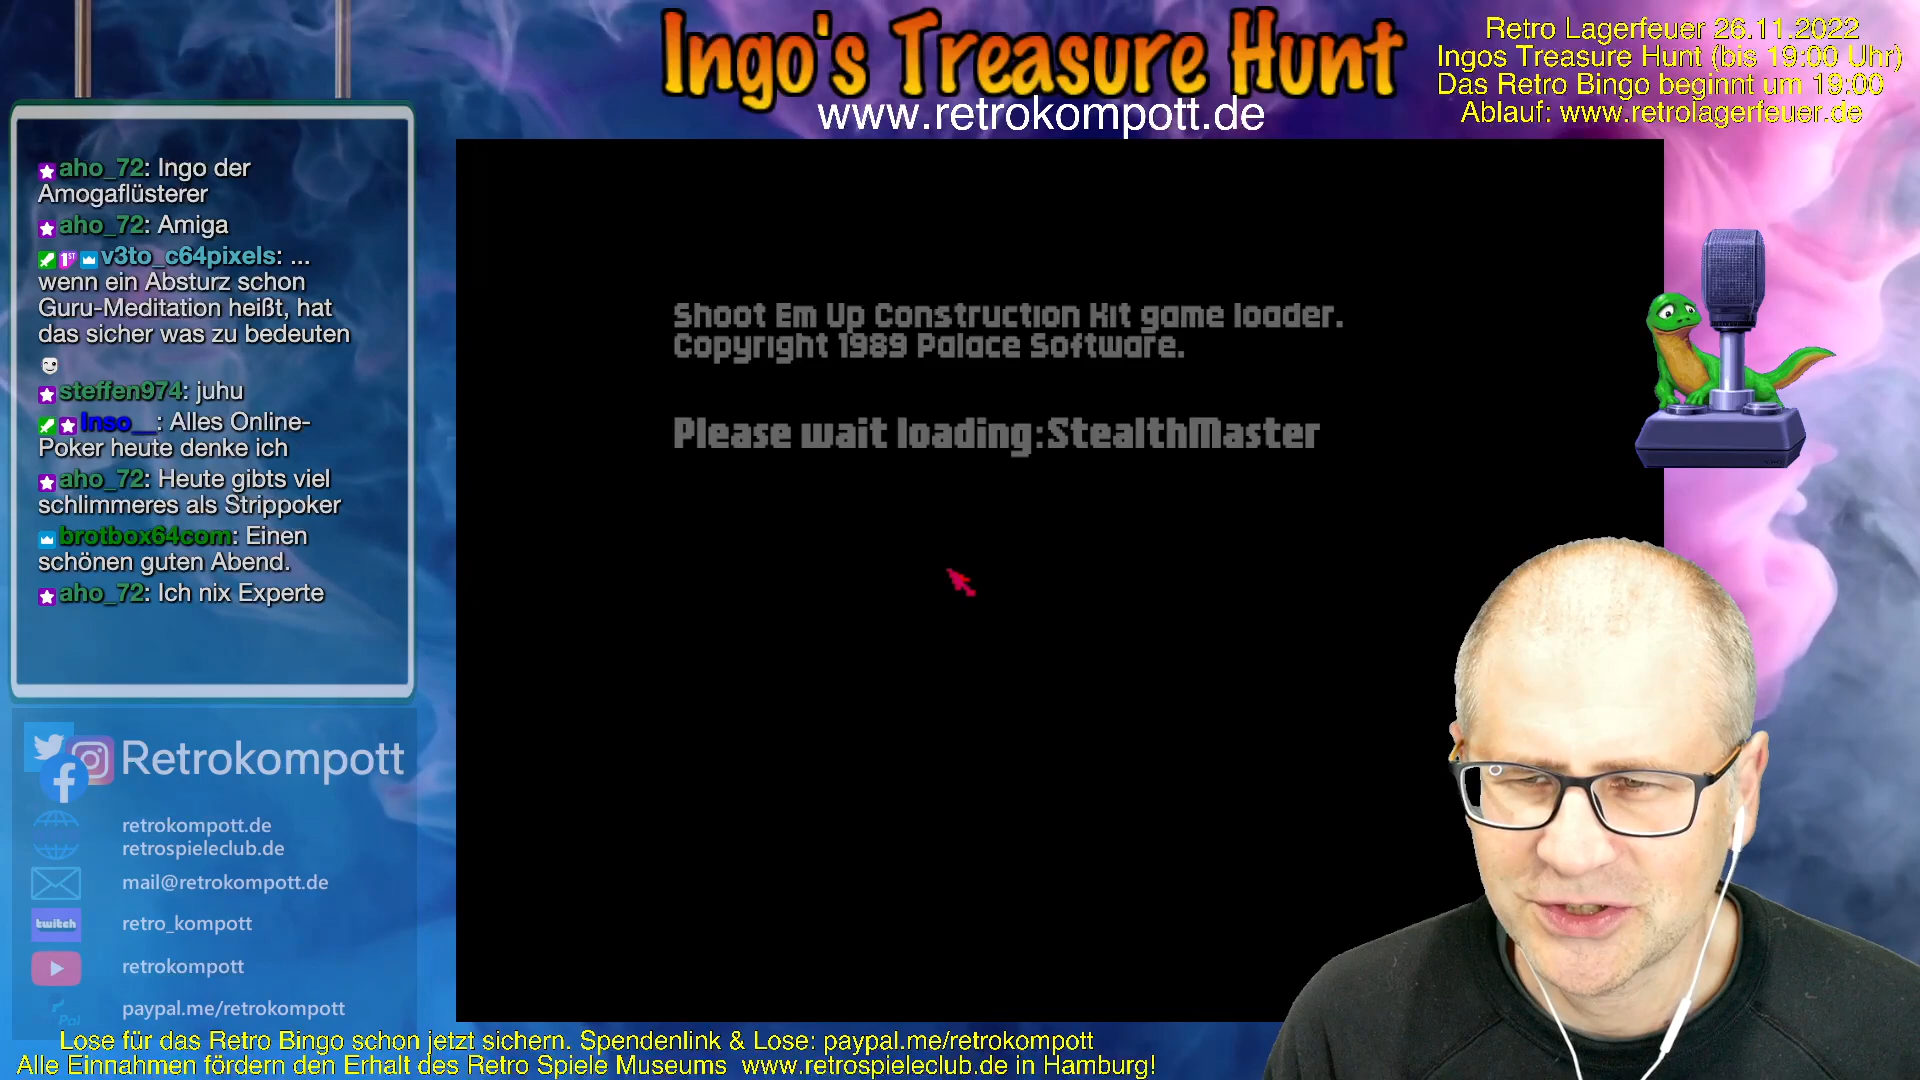 Ingo's Treasure Hunt
www.retrokompott.de
Retro Lagerfeuer 26.11.2022
Ingos Treasure Hunt (bis 19:00 Uhr)
Das Retro Bingo beginnt um 19:00
Ablauf: www.retrolagerfeuer.de
aho_72: Ingo der
Amogaflüsterer
aho_72: Amiga
1ST v3to_c64pixels: ...
wenn ein Absturz schon
Guru-Meditation heißt, hat
das sicher was zu bedeuten
steffen974: juhu
Inso__: Alles Online-
Poker heute denke ich
aho_72: Heute gibts viel
schlimmeres als Strippoker
brotbox64com: Einen
schönen guten Abend.
aho_72: Ich nix Experte
Shoot Em Up Construction Kit game loader.
Copyright 1989 Palace Software.
Please wait loading:StealthMaster
Retrokompott
retrokompott.de
retrospieleclub.de
mail@retrokompott.de
twitch
retro_kompott
retrokompott
paypal.me/retrokompott
Lose für das Retro Bingo schon jetzt sichern. Spendenlink & Lose: paypal.me/retrokompott
Alle Einnahmen fördern den Erhalt des Retro Spiele Museums www.retrospieleclub.de in Hamburg!